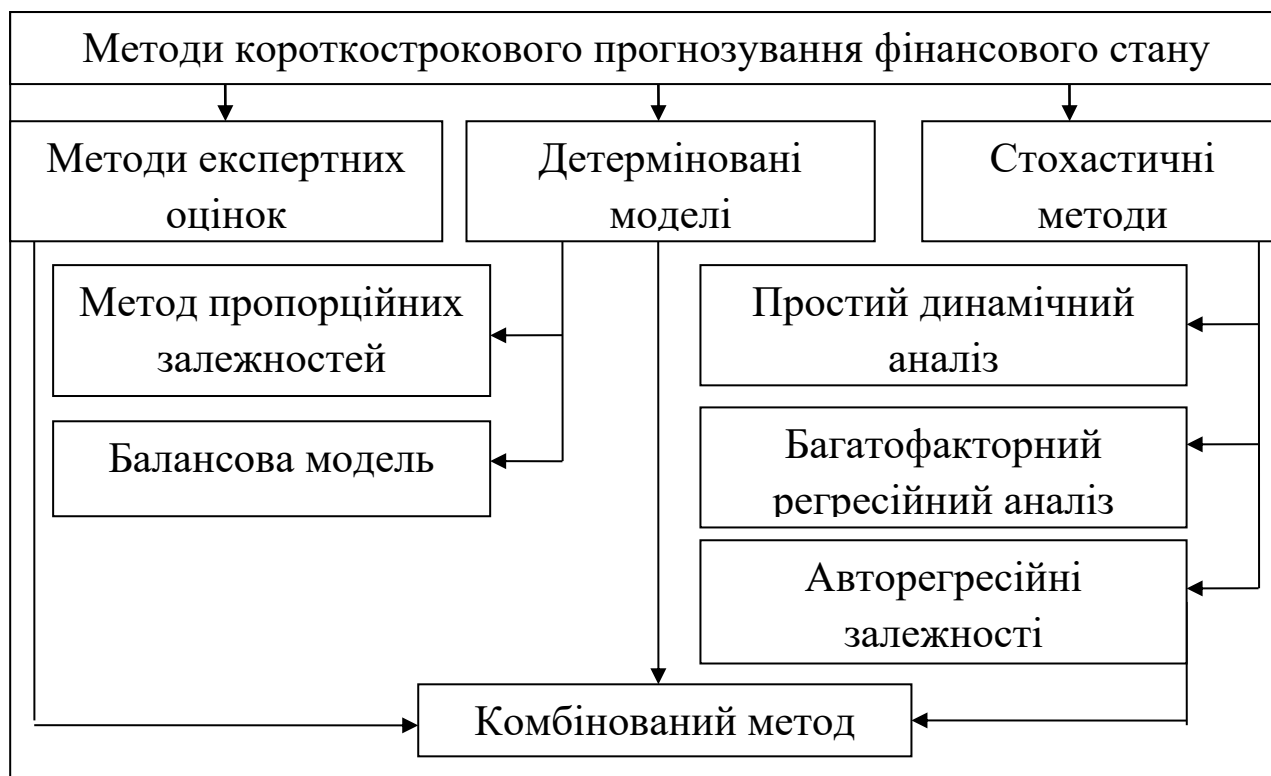 Методи короткострокового прогнозування фінансового стану
Методи експертних
оцінок
Детерміновані
моделі
Стохастичні
методи
Метод пропорційних
залежностей
Балансова модель
Простий динамічний
аналіз
Багатофакторний
регресійний аналіз
Авторегресійні
залежності
Комбінований метод